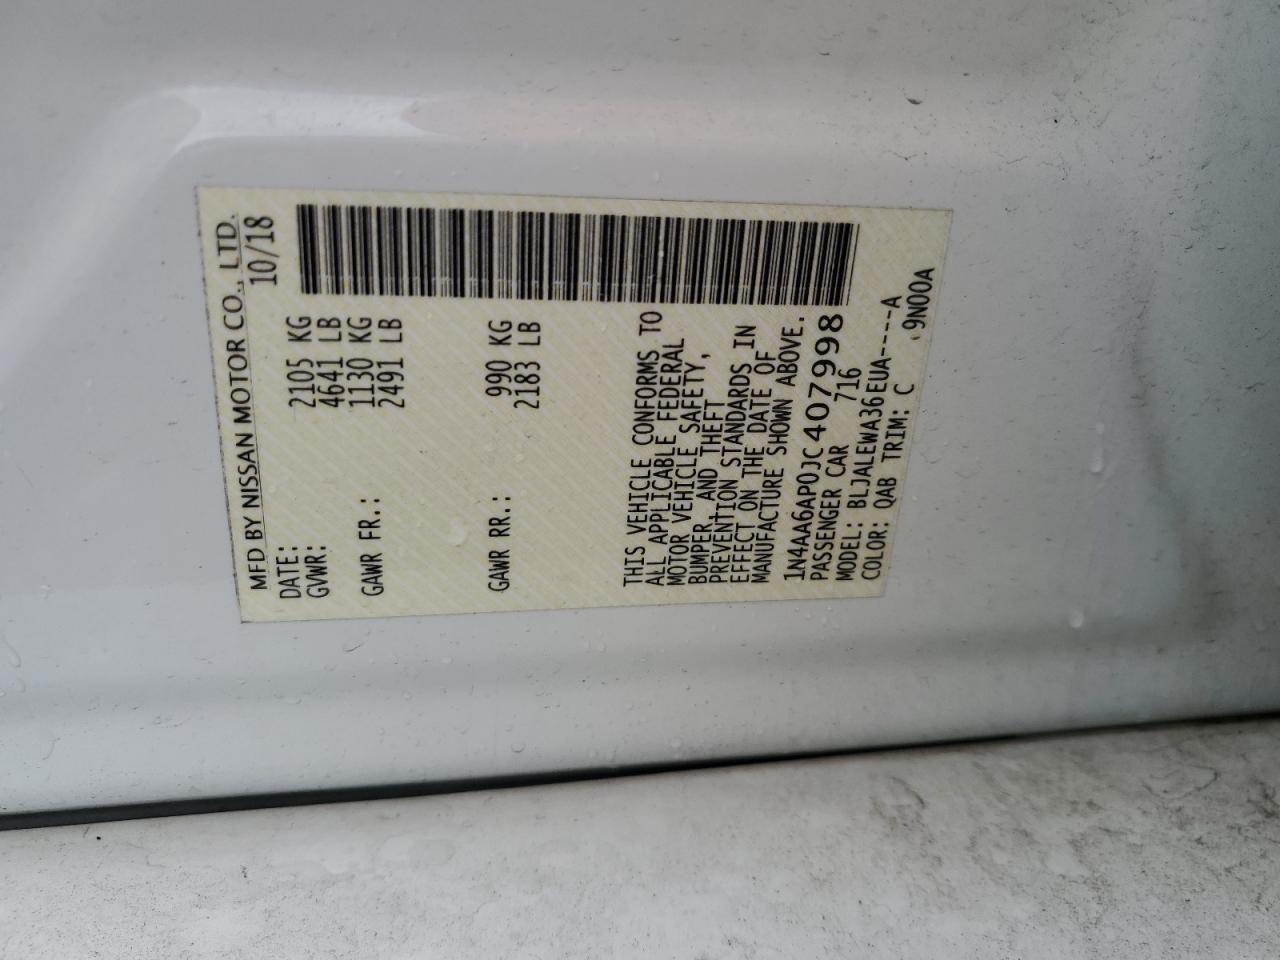 MFD BY NISSAN MOTOR CO., LTD.
DATE: 10/18
GVWR: 2105 KG
4641 LB
GAWR FR.: 1130 KG
2491 LB
GAWR RR.: 990 KG
2183 LB
THIS VEHICLE CONFORMS TO
ALL APPLICABLE FEDERAL
MOTOR VEHICLE SAFETY,
BUMPER, AND THEFT
PREVENTION STANDARDS IN
EFFECT ON THE DATE OF
MANUFACTURE SHOWN ABOVE.
1N4AA6AP0JC407998
PASSENGER CAR 716
MODEL: BLJALEWA36EUA----A
COLOR: QAB TRIM: C 9N00A